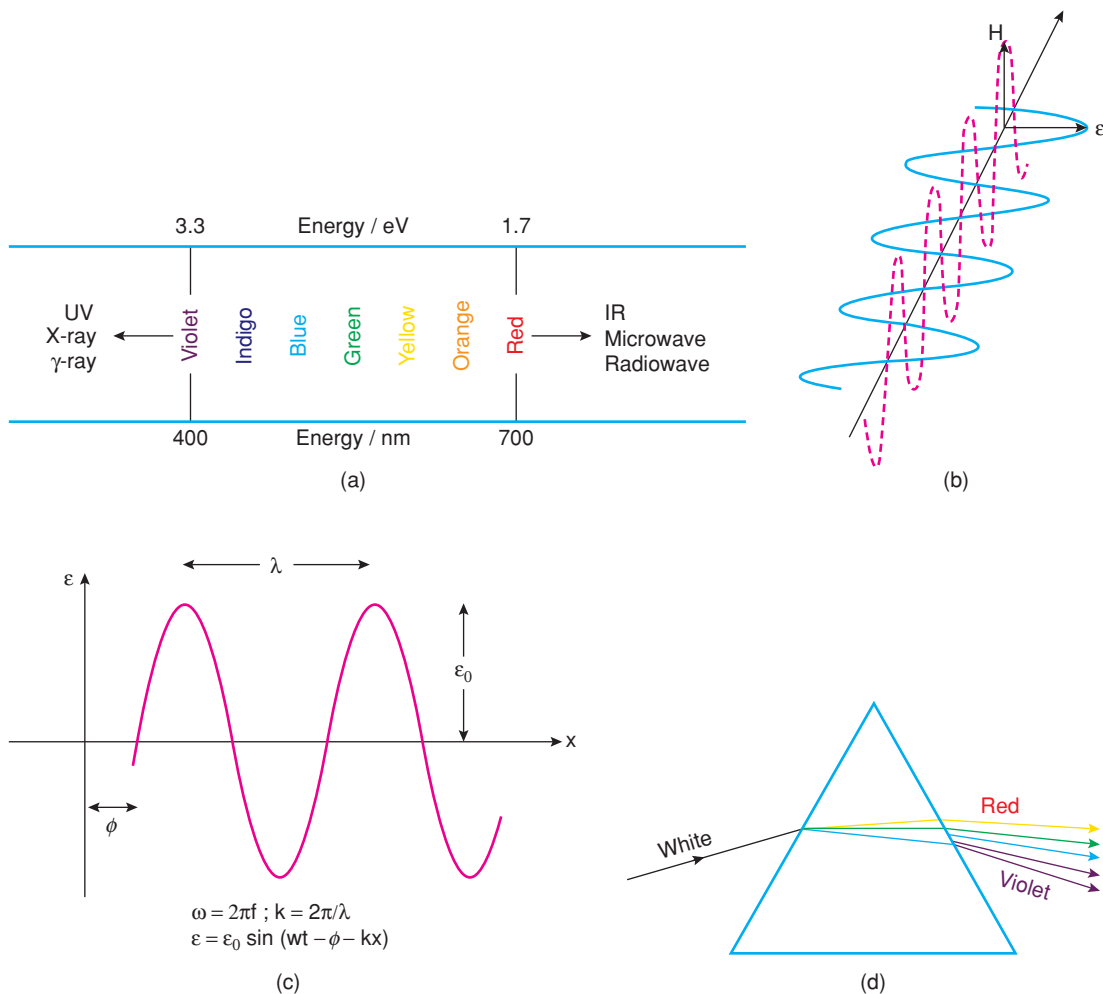 3.3 Energy / eV 1.7
UV
X-ray
γ-ray
Violet
Indigo
Blue
Green
Yellow
Orange
Red
IR
Microwave
Radiowave
400 Energy / nm 700
(a)
H
ε
(b)
ε
λ
ε₀
x
ϕ
ω = 2πf ; k = 2π/λ
ε = ε₀ sin (wt – ϕ – kx)
(c)
White
Red
Violet
(d)